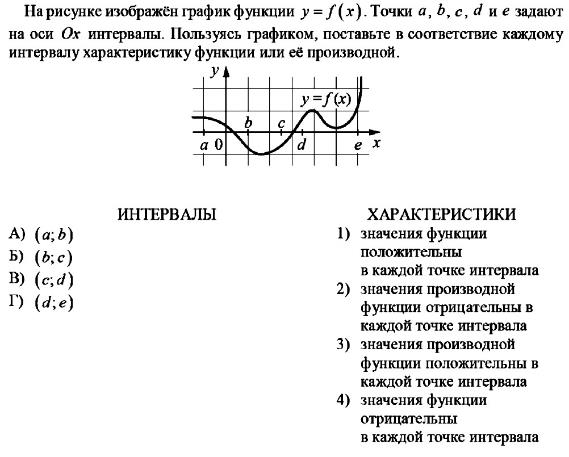 На рисунке изображён график функции y = f(x). Точки a, b, c, d и e задают
на оси Ox интервалы. Пользуясь графиком, поставьте в соответствие каждому
интервалу характеристику функции или её производной.
y
y = f(x)
b c
a 0 d e x
ИНТЕРВАЛЫ
А) (a; b)
Б) (b; c)
В) (c; d)
Г) (d; e)
ХАРАКТЕРИСТИКИ
1) значения функции
положительны
в каждой точке интервала
2) значения производной
функции отрицательны в
каждой точке интервала
3) значения производной
функции положительны в
каждой точке интервала
4) значения функции
отрицательны
в каждой точке интервала